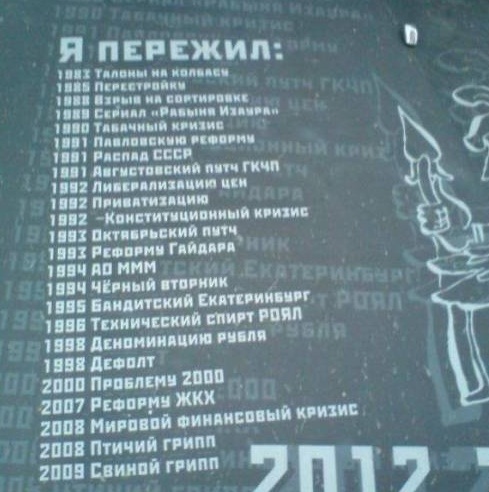 Я ПЕРЕЖИЛ:
1983 Талоны на колбасу
1985 Перестройку
1988 Взрыв на сортировке
1989 Сериал «Рабыня Изаура»
1990 Табачный кризис
1991 Павловскую реформу
1991 Распад СССР
1991 Августовский путч ГКЧП
1992 Либерализацию цен
1992 Приватизацию
1992 -Конституционный кризис
1993 Октябрьский путч
1993 Реформу Гайдара
1994 АО МММ
1994 Чёрный вторник
1995 Бандитский Екатеринбург
1996 Технический спирт РОЯЛ
1998 Деноминацию рубля
1998 Дефолт
2000 Проблему 2000
2007 Реформу ЖКХ
2008 Мировой финансовый кризис
2008 Птичий грипп
2009 Свиной грипп
2012